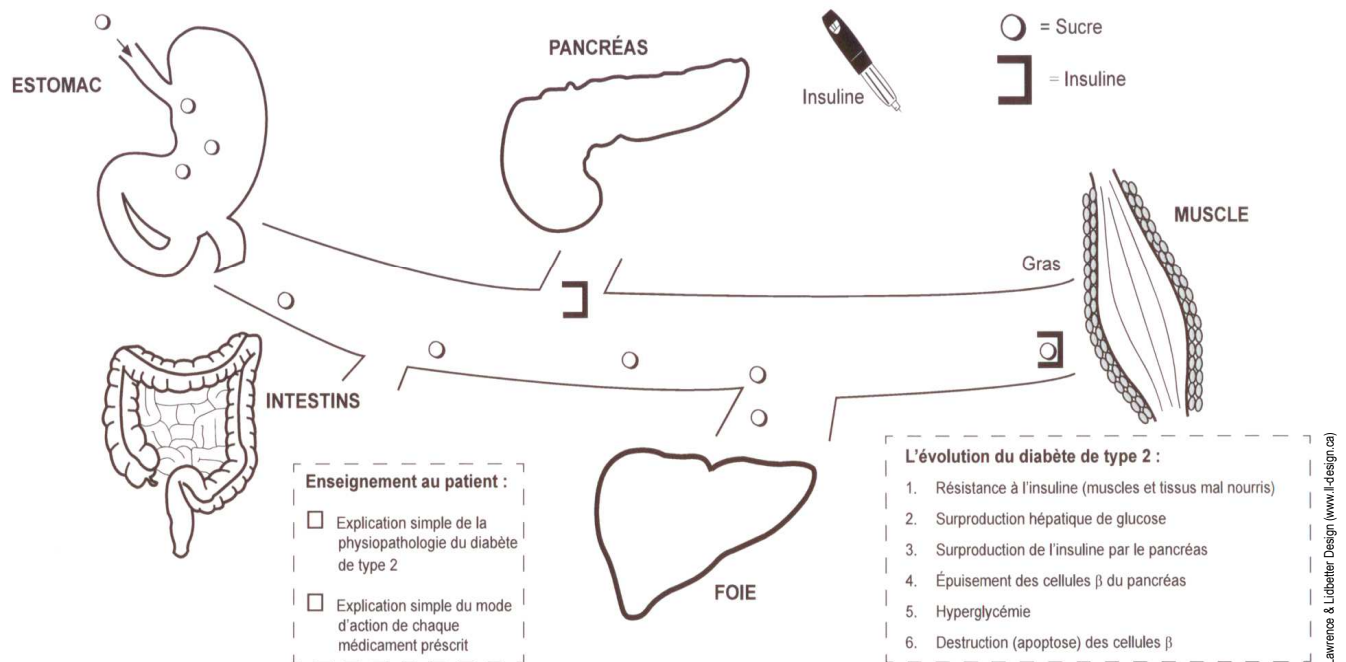 ESTOMAC
PANCRÉAS
Insuline
= Sucre
= Insuline
MUSCLE
Gras
INTESTINS
FOIE
Enseignement au patient :
Explication simple de la
physiopathologie du diabète
de type 2
Explication simple du mode
d'action de chaque
médicament préscrit
L'évolution du diabète de type 2 :
1. Résistance à l'insuline (muscles et tissus mal nourris)
2. Surproduction hépatique de glucose
3. Surproduction de l'insuline par le pancréas
4. Épuisement des cellules β du pancréas
5. Hyperglycémie
6. Destruction (apoptose) des cellules β
Lawrence & Lidbetter Design (www.ll-design.ca)